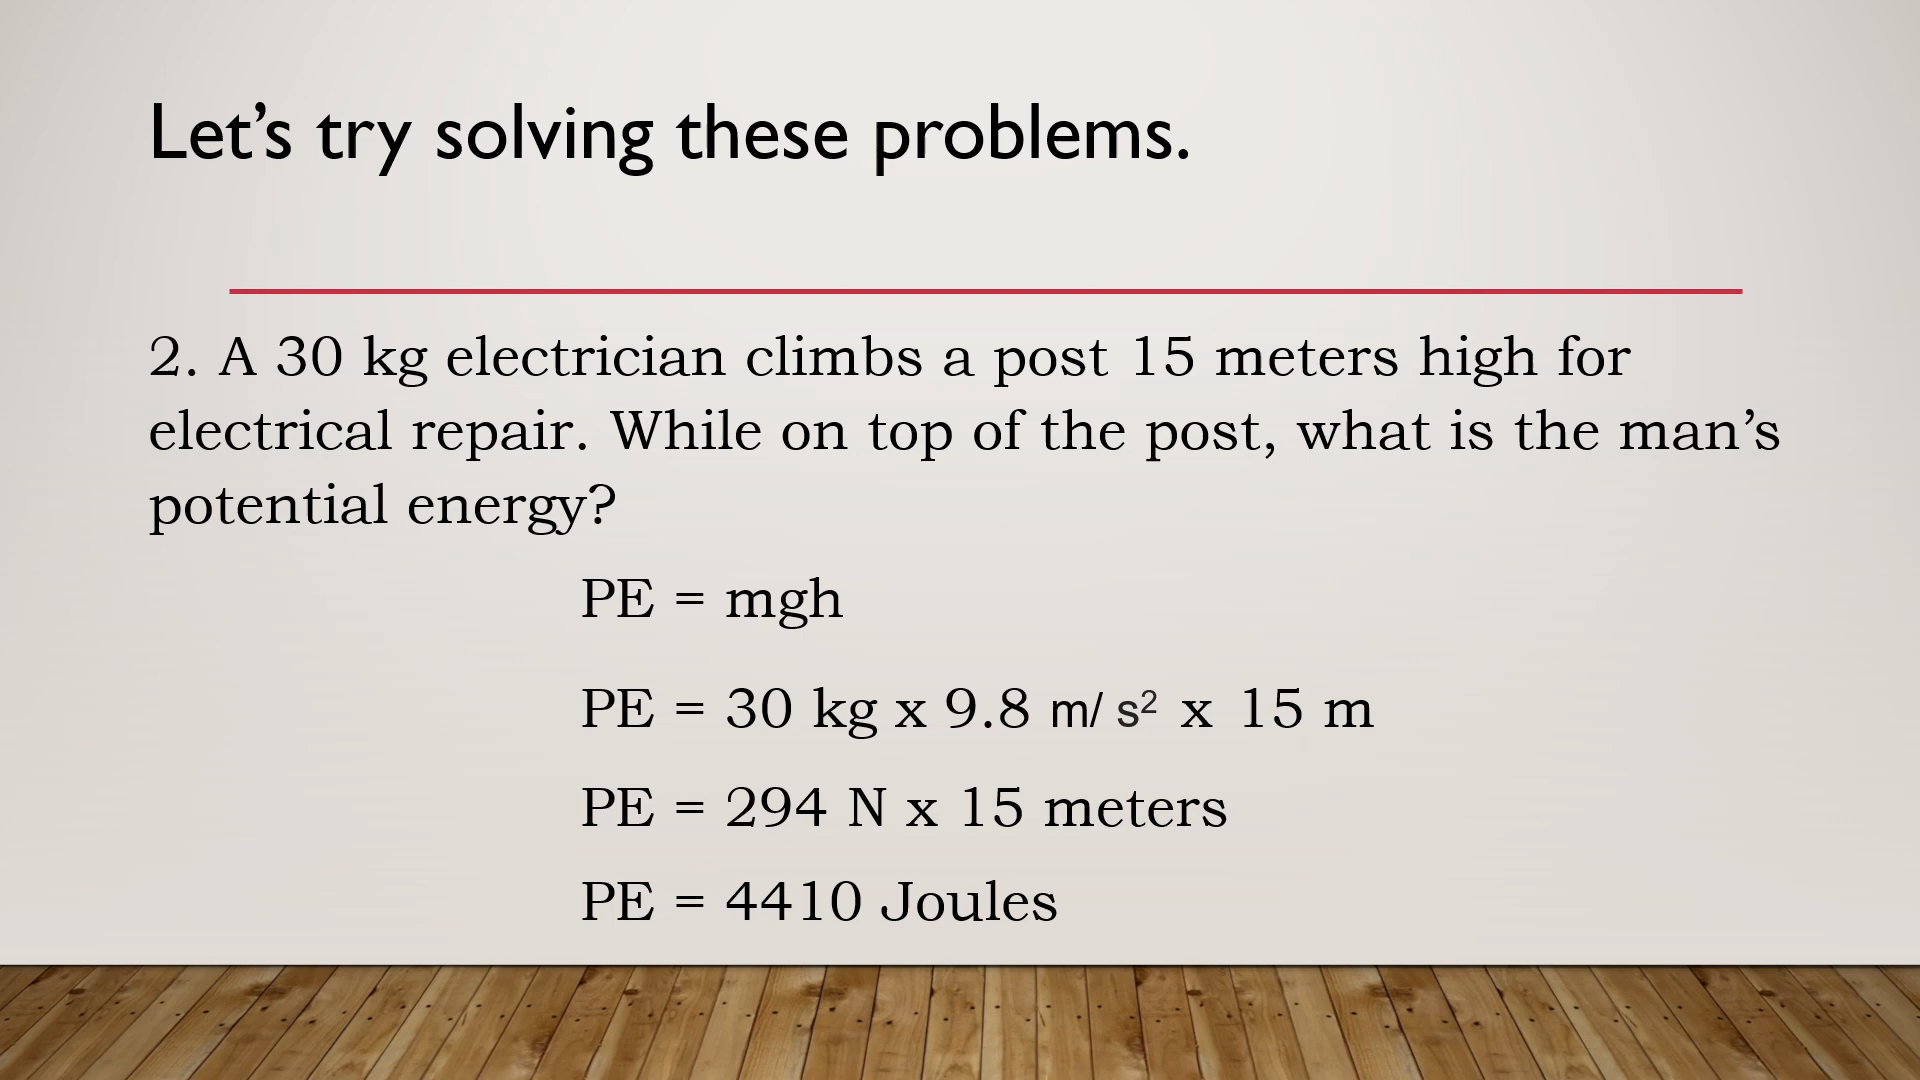 Let’s try solving these problems.
2. A 30 kg electrician climbs a post 15 meters high for
electrical repair. While on top of the post, what is the man’s
potential energy?
PE = mgh
PE = 30 kg x 9.8 m/ s² x 15 m
PE = 294 N x 15 meters
PE = 4410 Joules